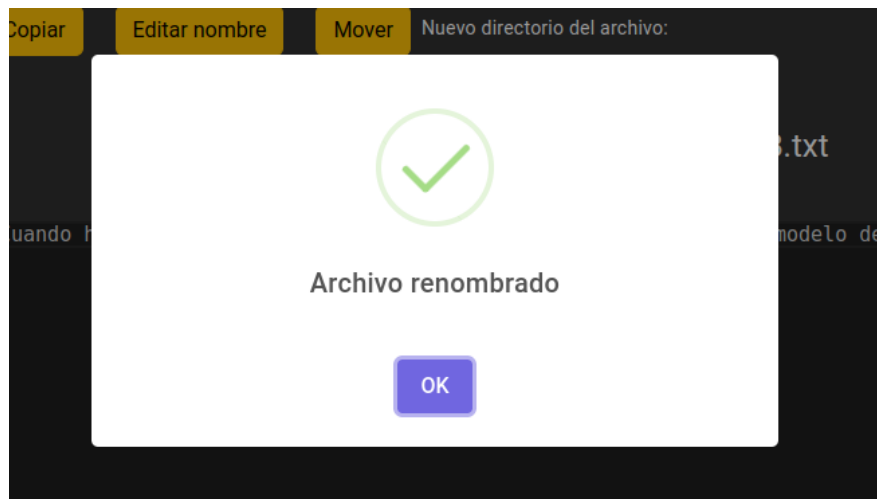 Copiar Editar nombre Mover Nuevo directorio del archivo:
.txt
uando modelo de
Archivo renombrado
OK